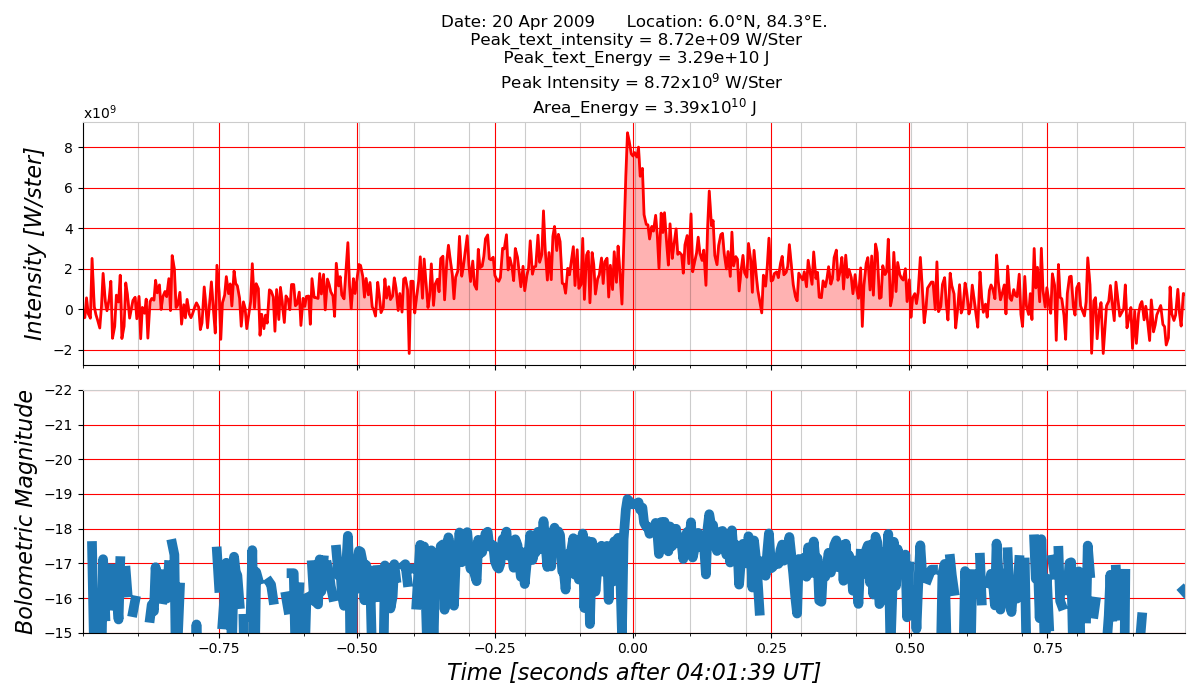 Date: 20 Apr 2009      Location: 6.0°N, 84.3°E.
Peak_text_intensity = 8.72e+09 W/Ster
Peak_text_Energy = 3.29e+10 J
Peak Intensity = 8.72x10⁹ W/Ster
Area_Energy = 3.39x10¹⁰ J
x10⁹
Intensity [W/ster]
8
6
4
2
0
−2
Bolometric Magnitude
−22
−21
−20
−19
−18
−17
−16
−15
−0.75 −0.50 −0.25 0.00 0.25 0.50 0.75
Time [seconds after 04:01:39 UT]